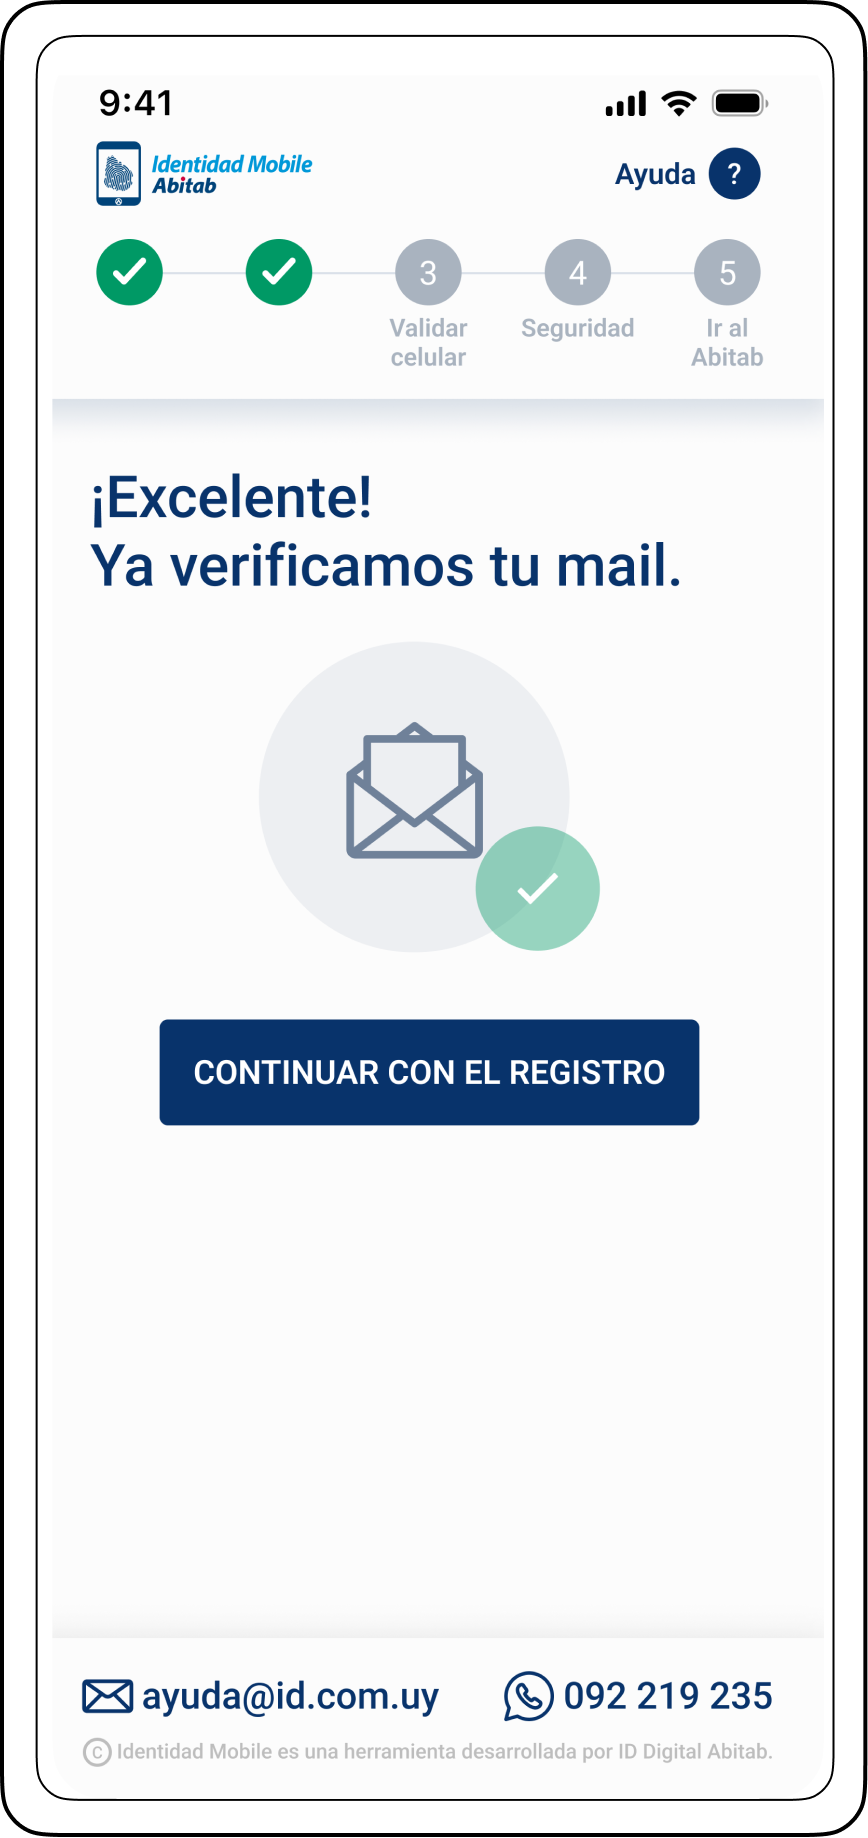 9:41
Identidad Mobile
Abitab
Ayuda ?
3 4 5
Validar celular
Seguridad
Ir al Abitab
¡Excelente!
Ya verificamos tu mail.
CONTINUAR CON EL REGISTRO
ayuda@id.com.uy 092 219 235
© Identidad Mobile es una herramienta desarrollada por ID Digital Abitab.